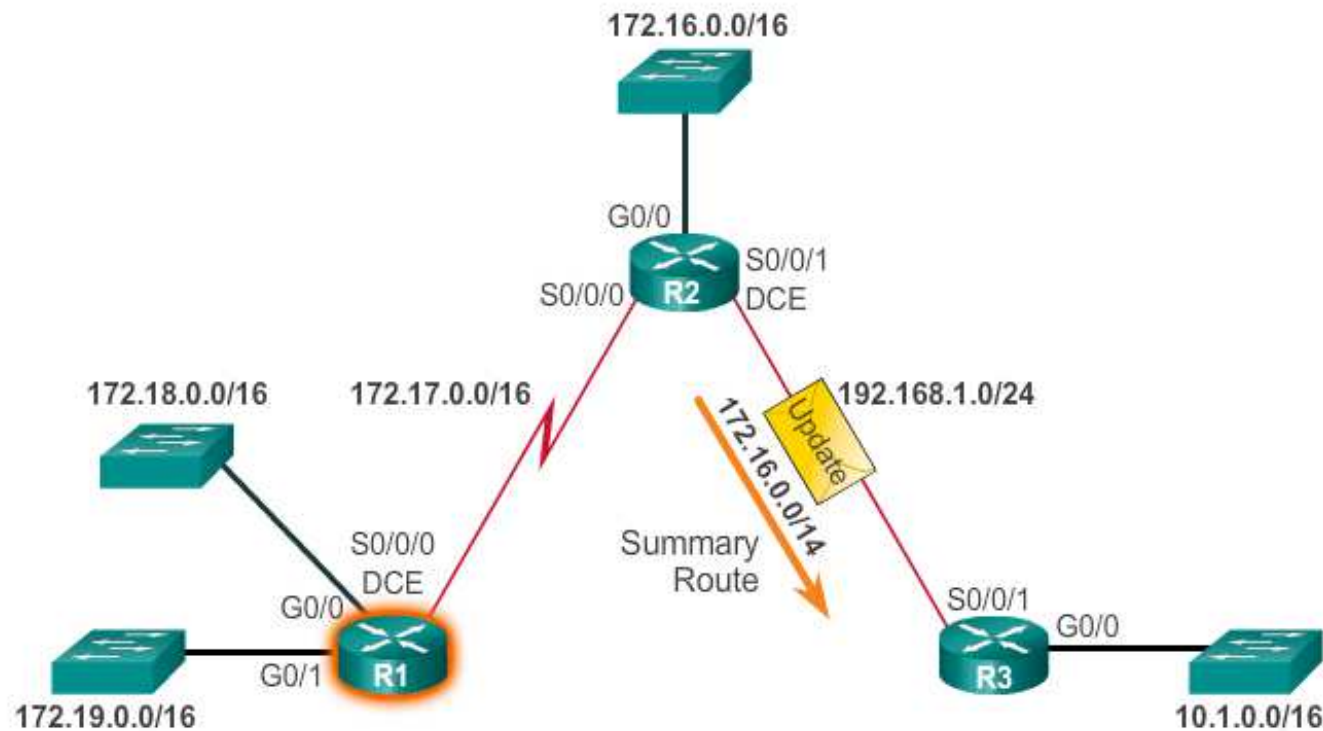 172.16.0.0/16
G0/0
S0/0/1
R2
S0/0/0
DCE
172.18.0.0/16
172.17.0.0/16
192.168.1.0/24
Update
172.16.0.0/14
Summary
Route
S0/0/0
DCE
G0/0
G0/1
R1
172.19.0.0/16
S0/0/1
G0/0
R3
10.1.0.0/16